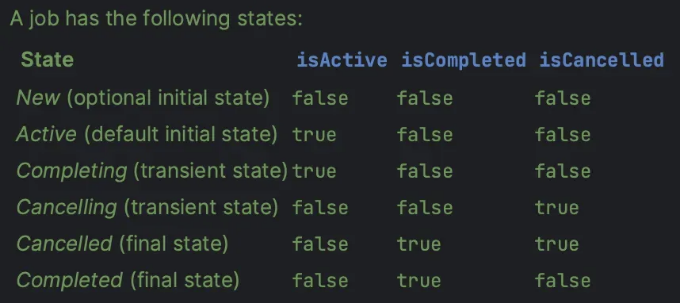 A job has the following states:
State isActive isCompleted isCancelled
New (optional initial state) false false false
Active (default initial state) true false false
Completing (transient state) true false false
Cancelling (transient state) false false true
Cancelled (final state) false true true
Completed (final state) false true false